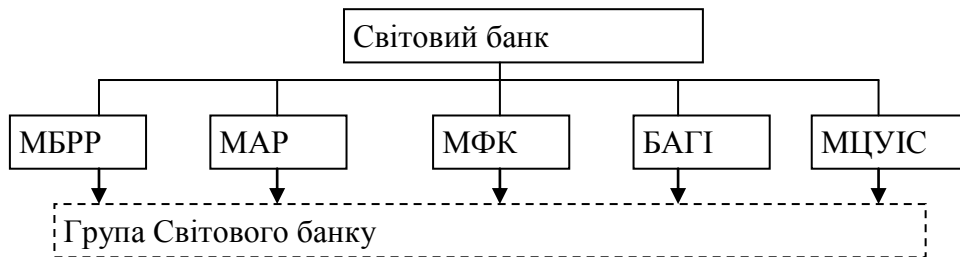 Світовий банк
МБРР МАР МФК БАГІ МЦУІС
Група Світового банку